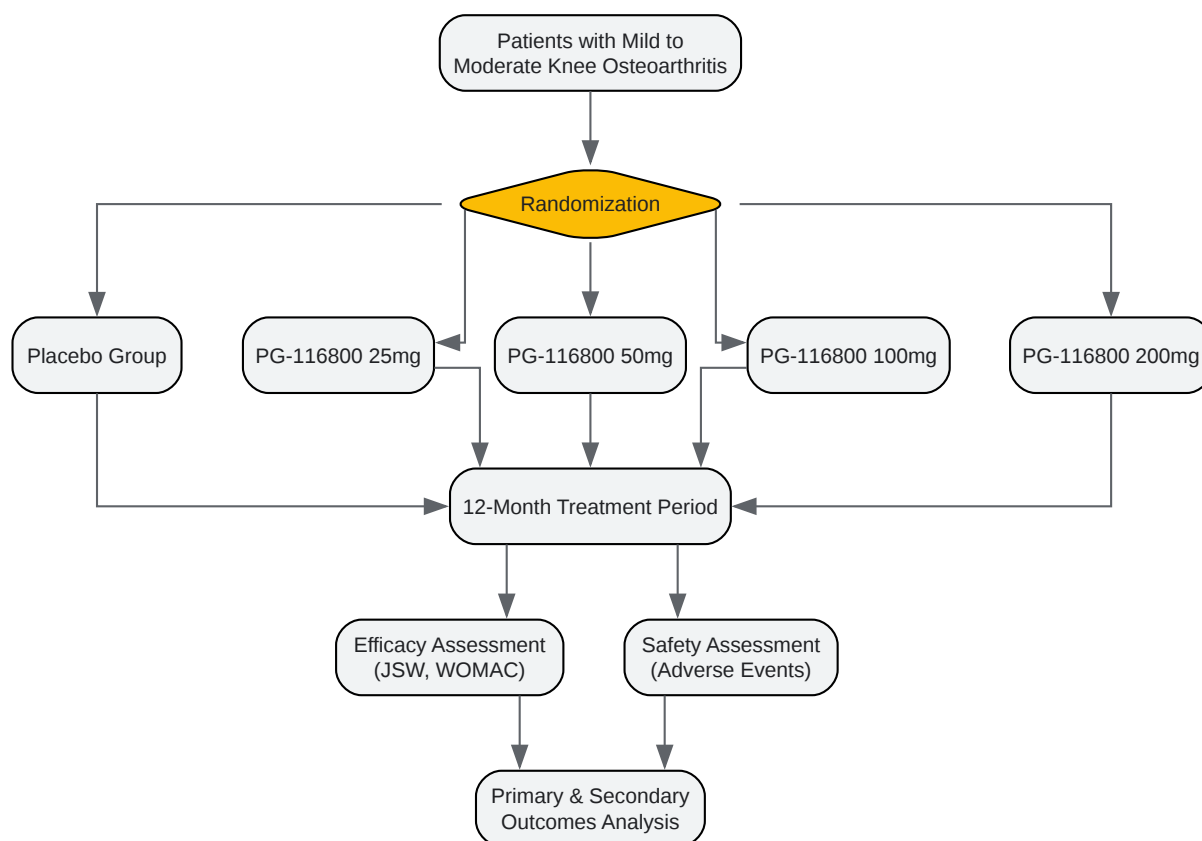 Patients with Mild to
Moderate Knee Osteoarthritis
Randomization
Placebo Group
PG-116800 25mg
PG-116800 50mg
PG-116800 100mg
PG-116800 200mg
12-Month Treatment Period
Efficacy Assessment
(JSW, WOMAC)
Safety Assessment
(Adverse Events)
Primary & Secondary
Outcomes Analysis